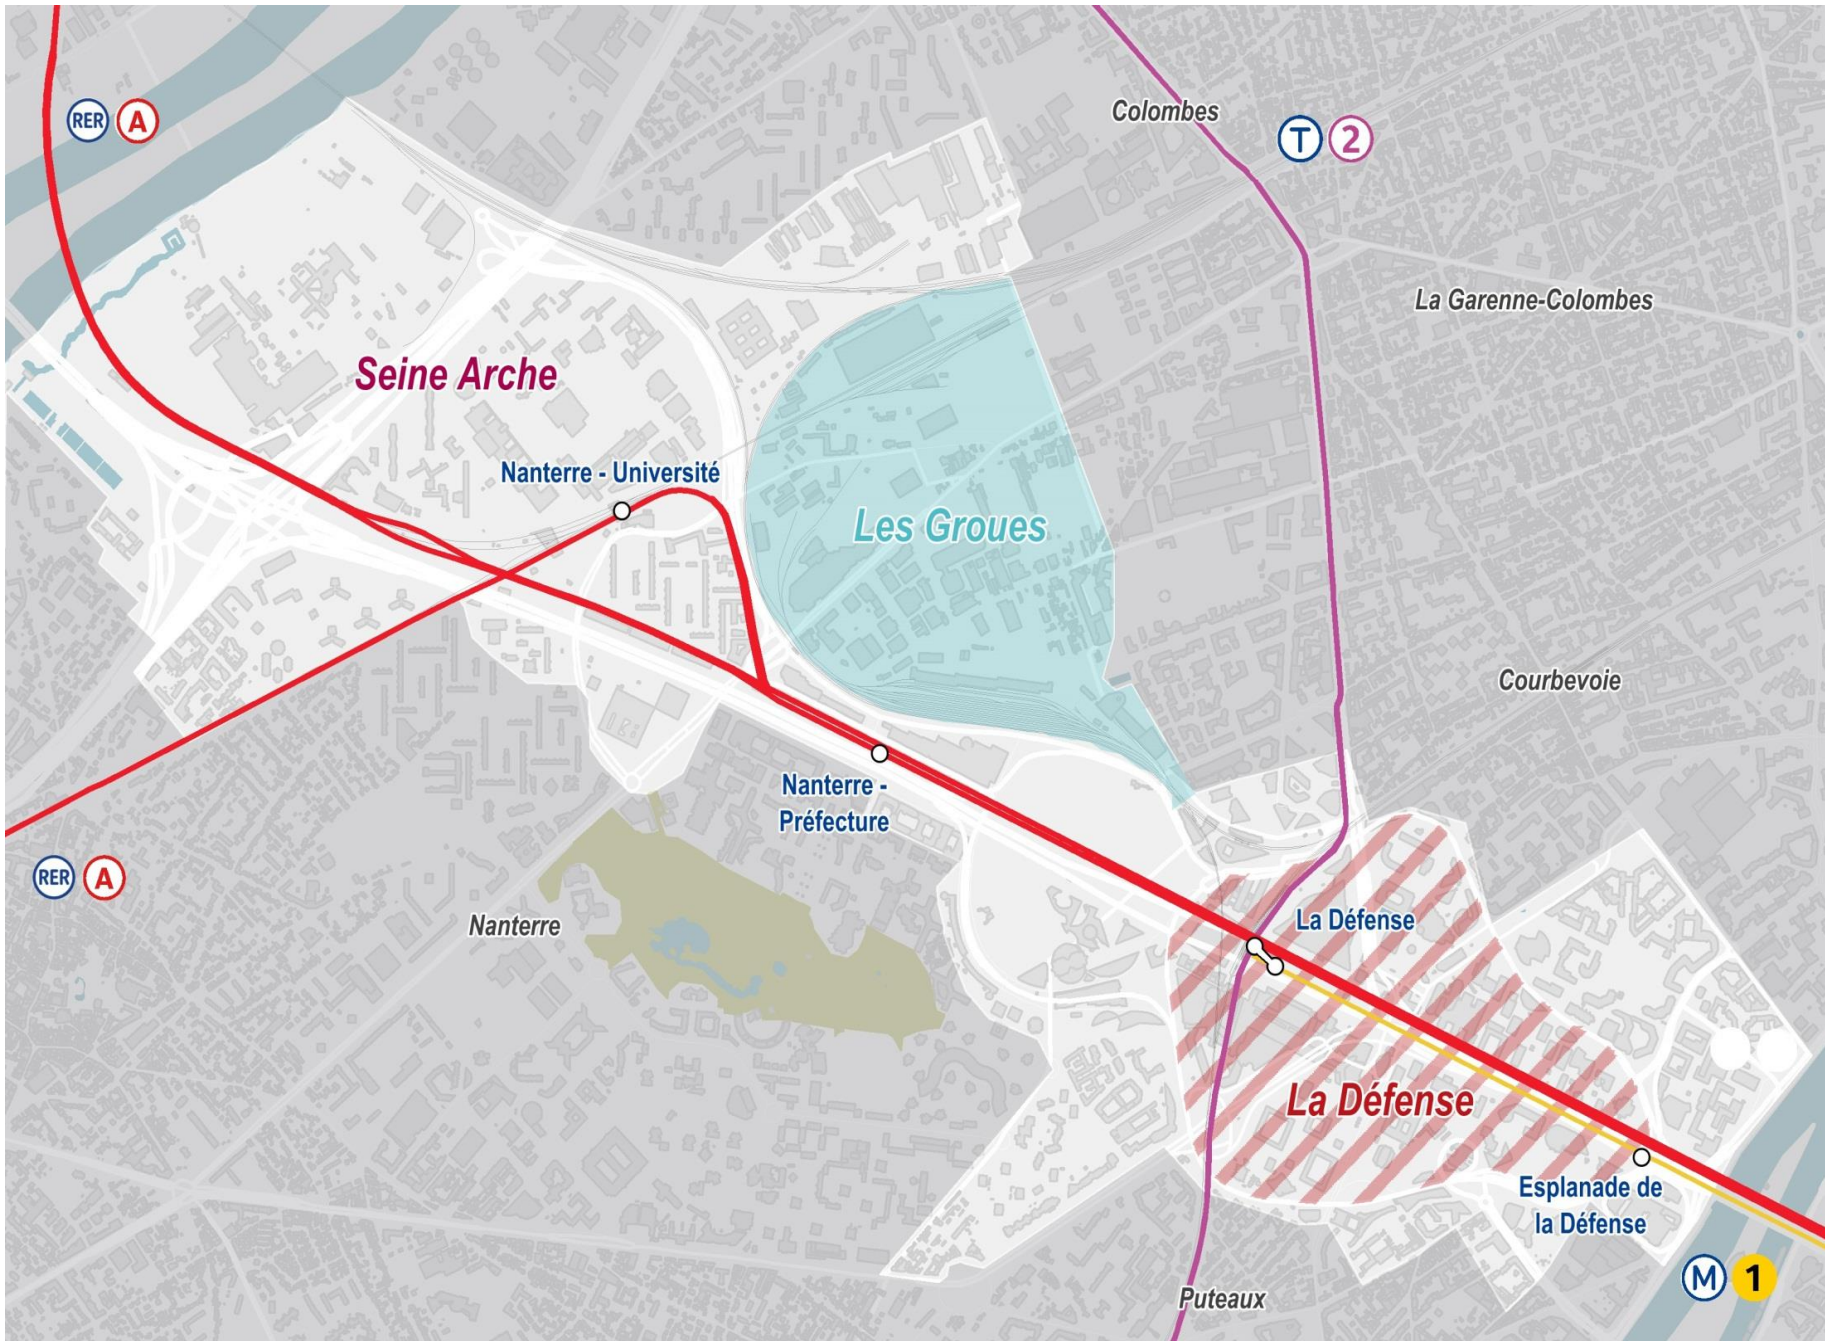 Colombes
RER A
T 2
La Garenne-Colombes
Seine Arche
Nanterre - Université
Les Groues
Courbevoie
Nanterre -
Préfecture
RER A
Nanterre
La Défense
La Défense
Esplanade de
la Défense
M 1
Puteaux